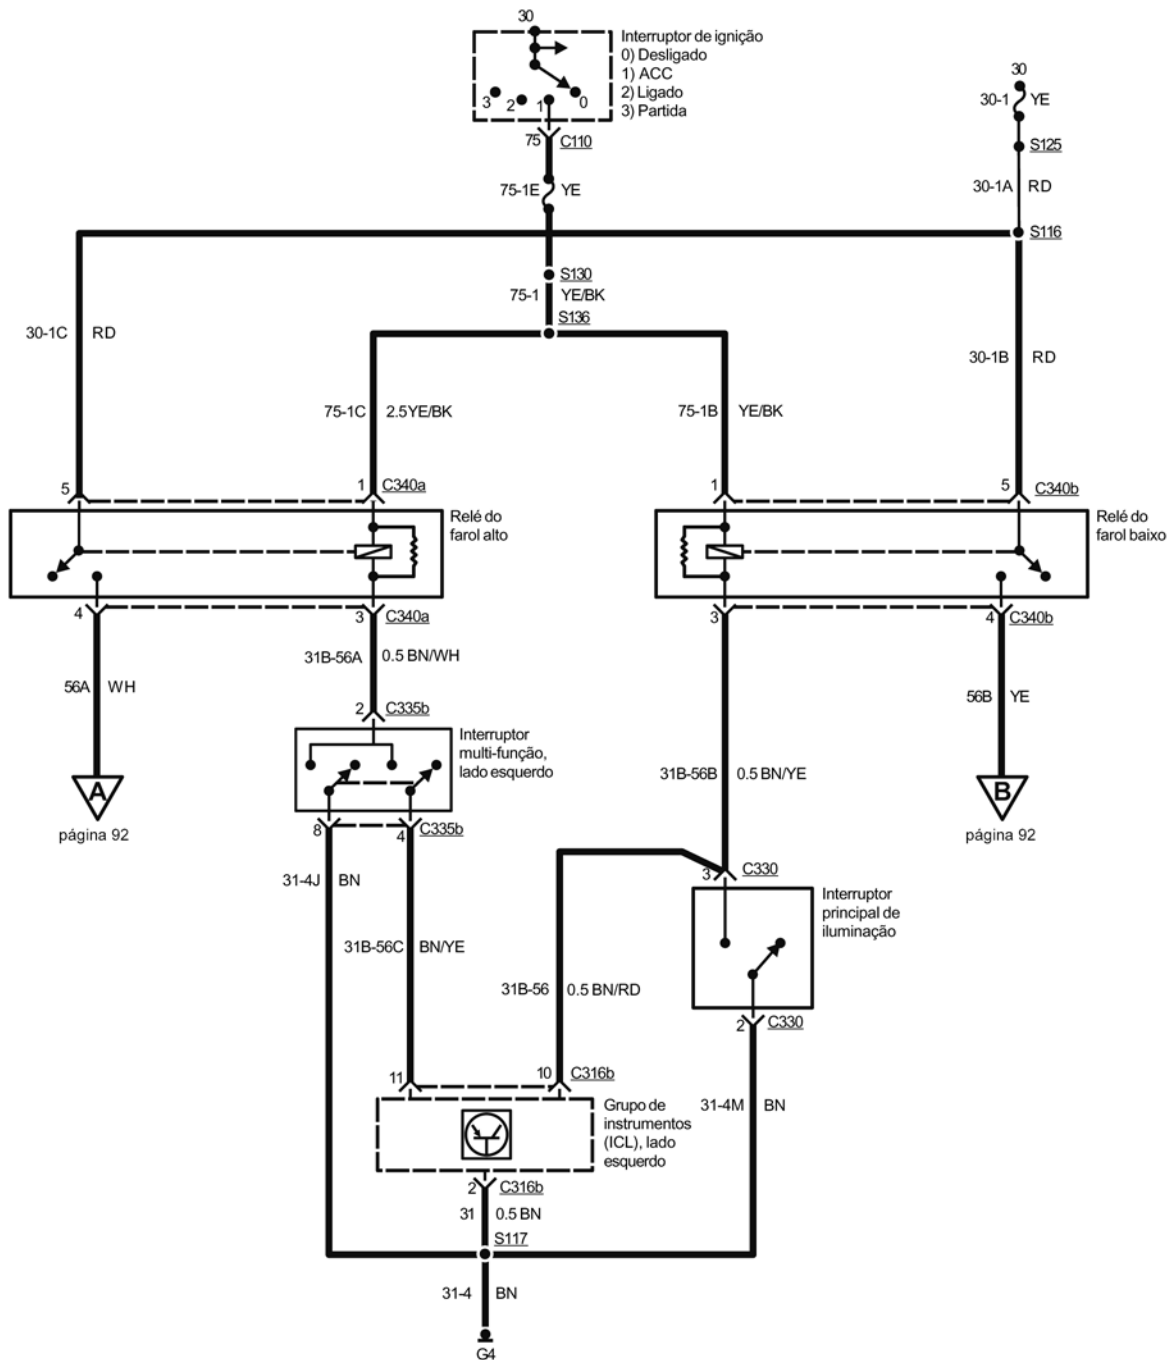 30
Interruptor de ignição
0) Desligado
1) ACC
2) Ligado
3) Partida
3 2 1 0
75 C110
75-1E YE
30
30-1 YE
S125
30-1A RD
S116
S130
75-1 YE/BK
S136
30-1C RD
30-1B RD
75-1C 2.5YE/BK
75-1B YE/BK
5 1 C340a
1 5 C340b
Relé do
farol alto
Relé do
farol baixo
4 3 C340a
3 4 C340b
31B-56A 0.5 BN/WH
56A WH
56B YE
2 C335b
Interruptor
multi-função,
lado esquerdo
31B-56B 0.5 BN/YE
A
página 92
B
página 92
8 4 C335b
31-4J BN
3 C330
Interruptor
principal de
iluminação
31B-56C BN/YE
31B-56 0.5 BN/RD
2 C330
11 10 C316b
Grupo de
instrumentos
(ICL), lado
esquerdo
31-4M BN
2 C316b
31 0.5 BN
S117
31-4 BN
G4